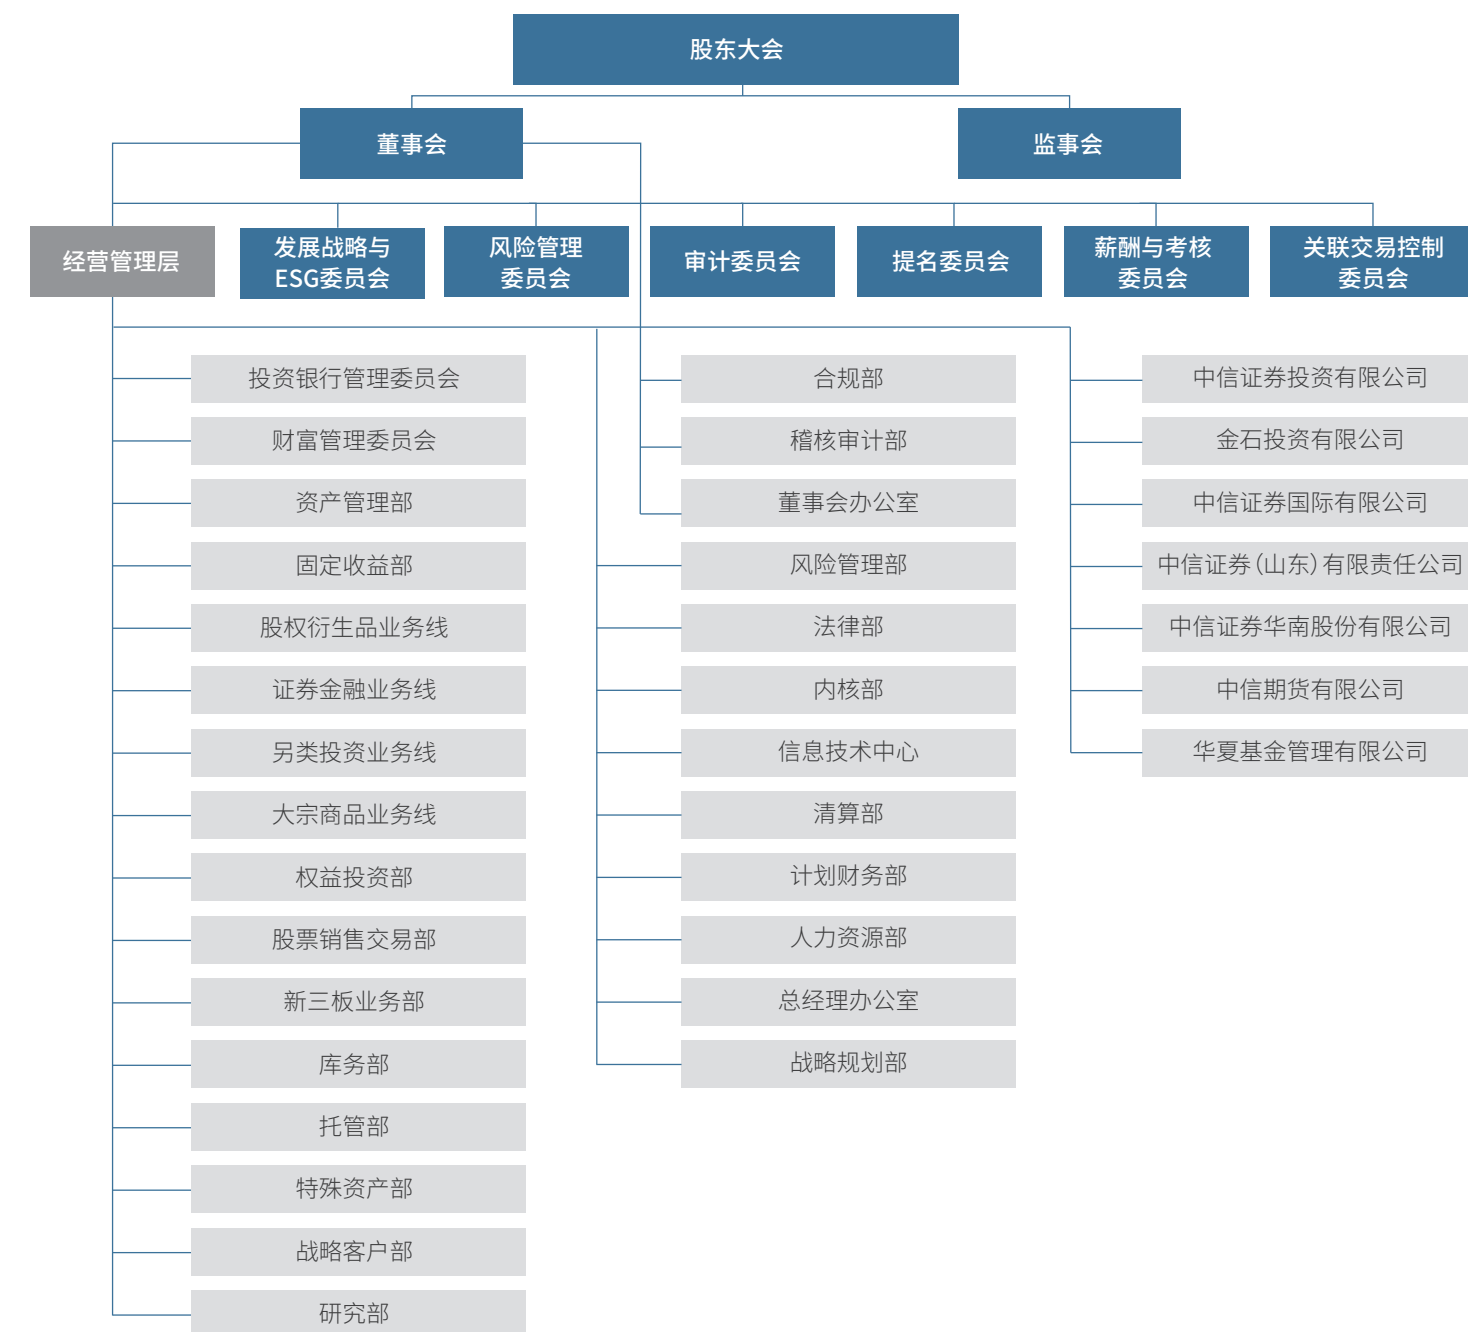 股东大会
董事会
监事会
经营管理层
发展战略与
ESG委员会
风险管理
委员会
审计委员会
提名委员会
薪酬与考核
委员会
关联交易控制
委员会
投资银行管理委员会
财富管理委员会
资产管理部
固定收益部
股权衍生品业务线
证券金融业务线
另类投资业务线
大宗商品业务线
权益投资部
股票销售交易部
新三板业务部
库务部
托管部
特殊资产部
战略客户部
研究部
合规部
稽核审计部
董事会办公室
风险管理部
法律部
内核部
信息技术中心
清算部
计划财务部
人力资源部
总经理办公室
战略规划部
中信证券投资有限公司
金石投资有限公司
中信证券国际有限公司
中信证券（山东）有限责任公司
中信证券华南股份有限公司
中信期货有限公司
华夏基金管理有限公司